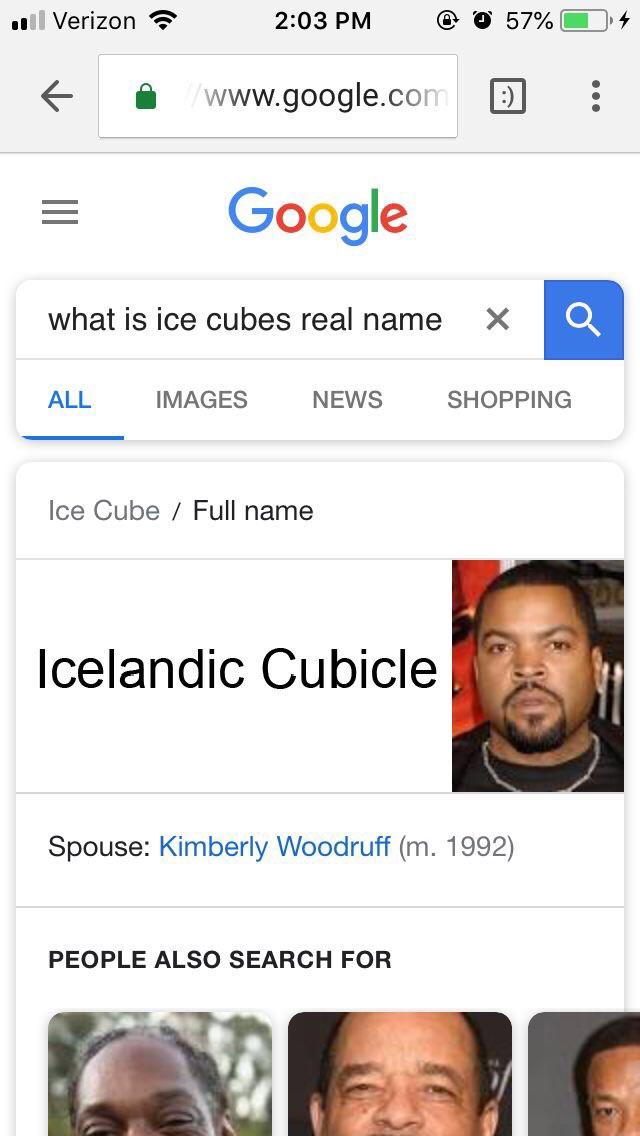 Verizon 2:03 PM 57%
//www.google.com :)
Google
what is ice cubes real name
ALL IMAGES NEWS SHOPPING
Ice Cube / Full name
Icelandic Cubicle
Spouse: Kimberly Woodruff (m. 1992)
PEOPLE ALSO SEARCH FOR